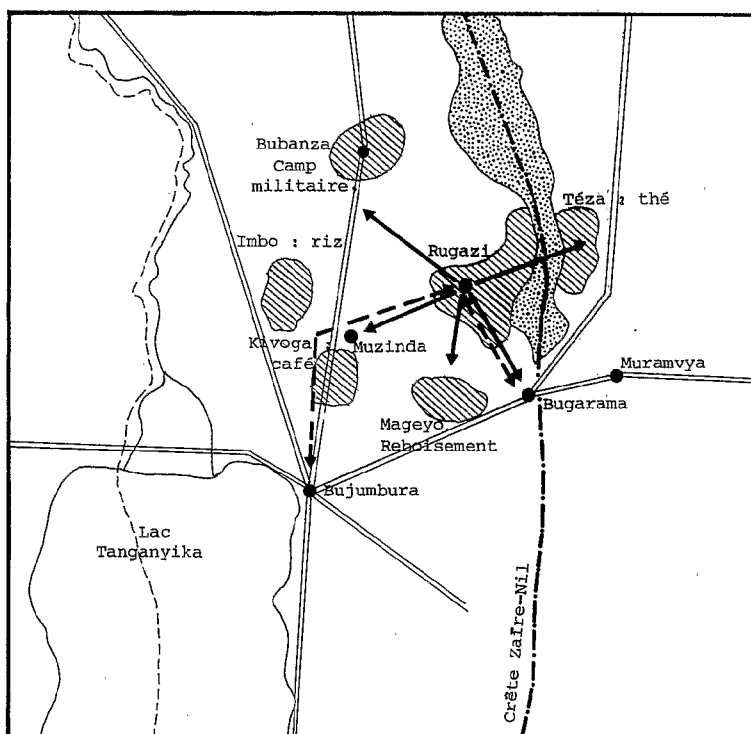 Bubanza
Camp
militaire
Téza : thé
Imbo : riz
Rugazi
Kivoga :
café
Muzinda
Muramvya
Mageyo
Reboisement
Bugarama
Bujumbura
Lac
Tanganyika
Crête Zaïre-Nil